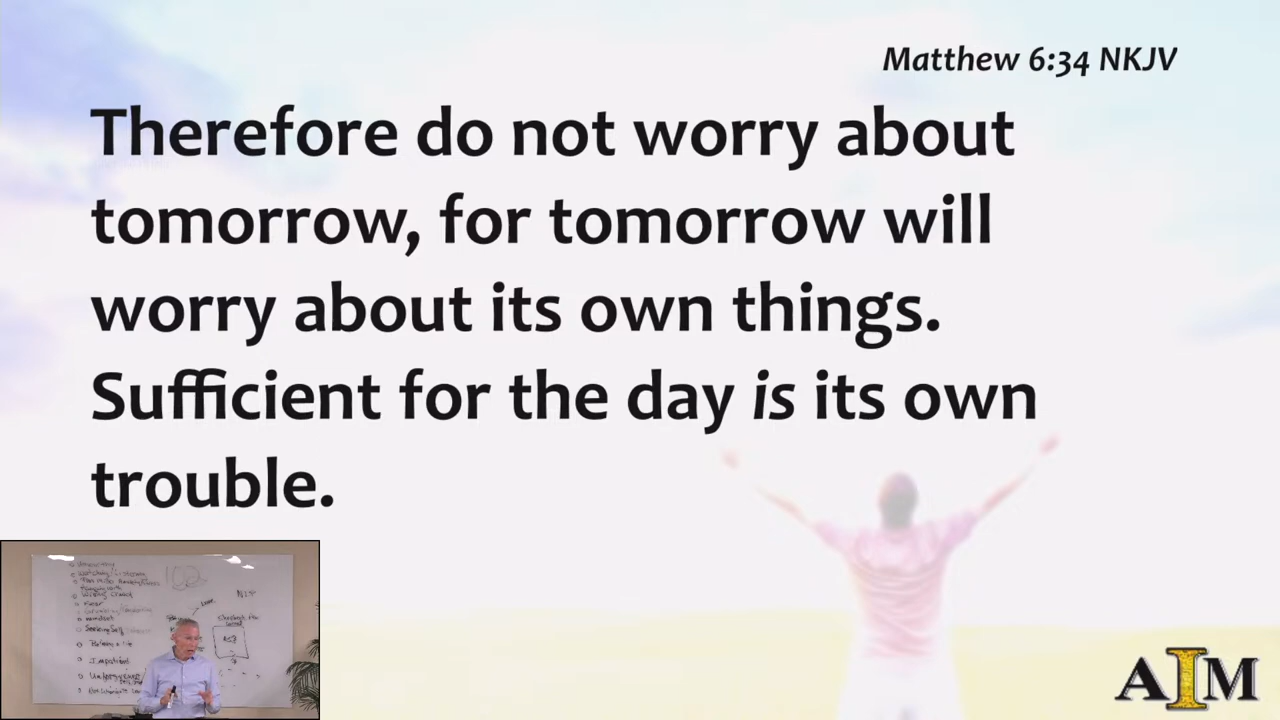 Matthew 6:34 NKJV
Therefore do not worry about
tomorrow, for tomorrow will
worry about its own things.
Sufficient for the day is its own
trouble.
AIM